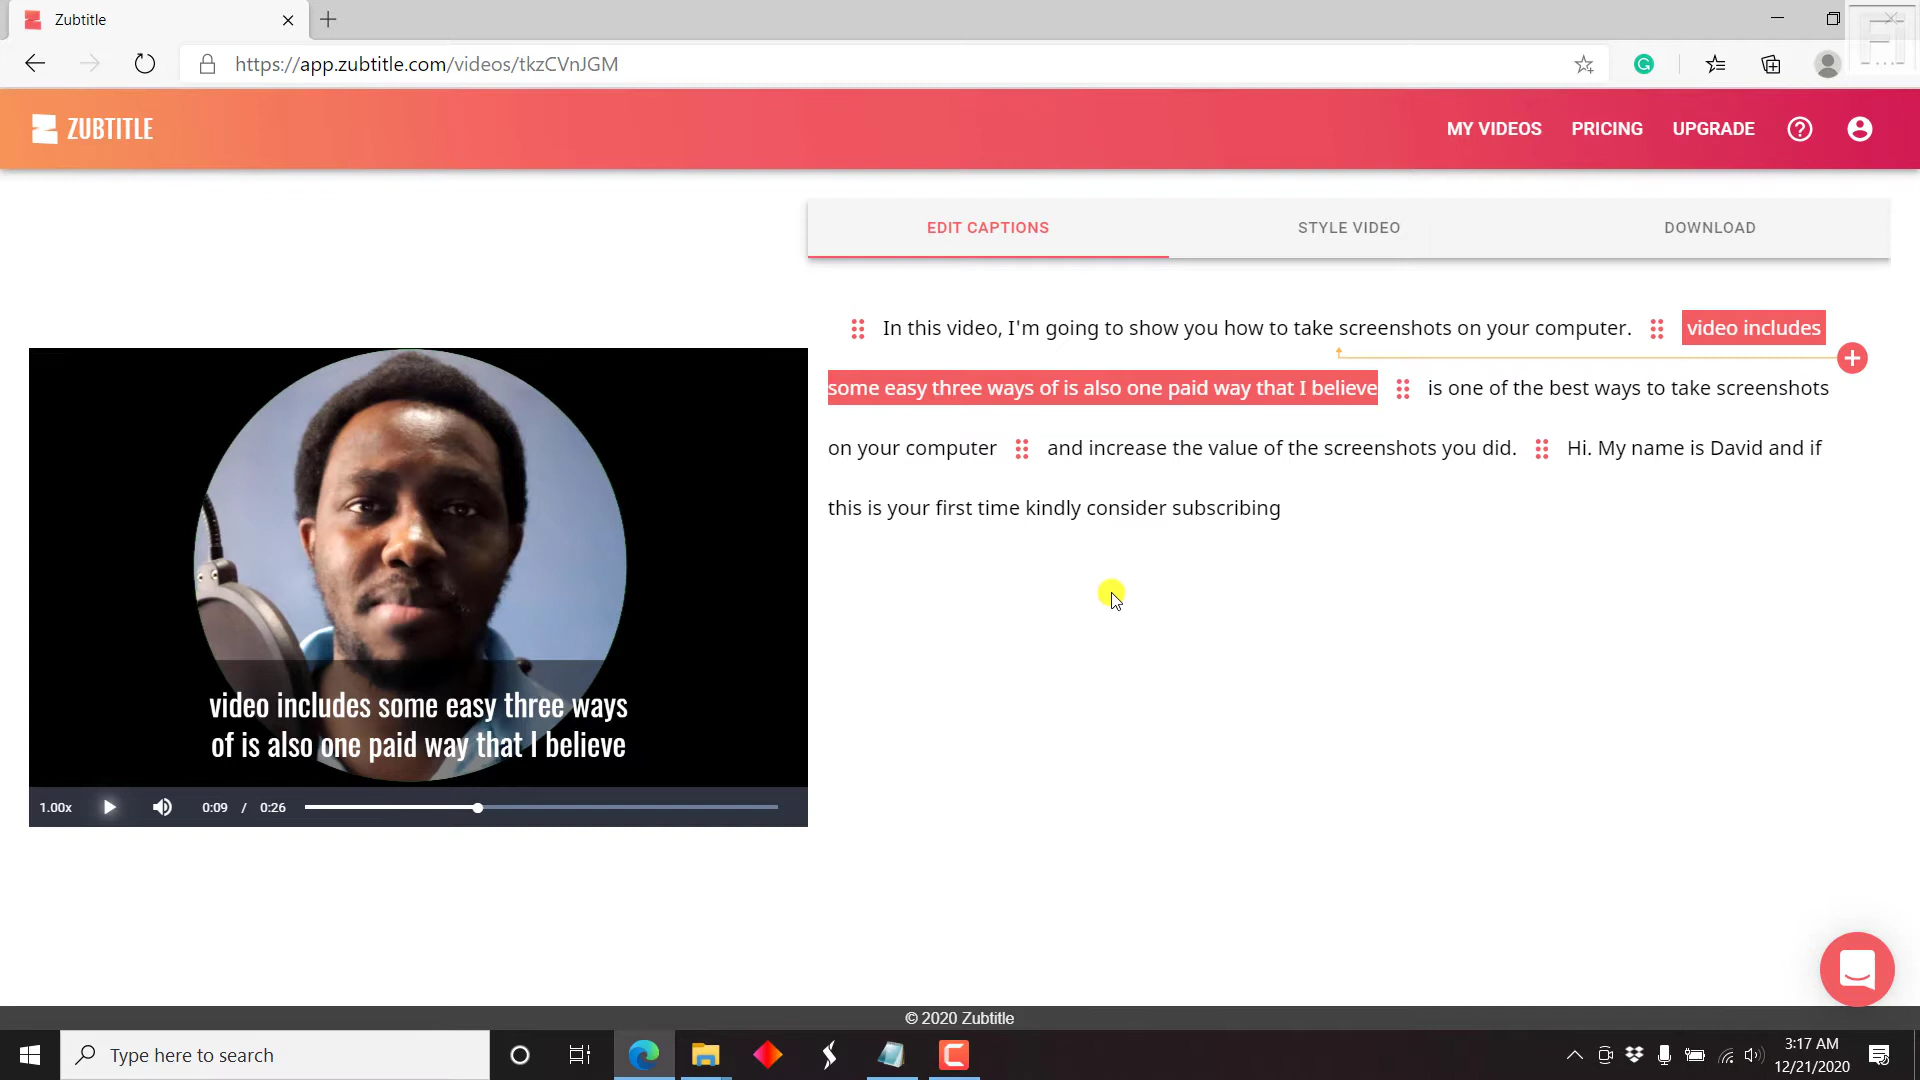 Zubtitle
https://app.zubtitle.com/videos/tkzCVnJGM
ZUBTITLE
MY VIDEOS PRICING UPGRADE
EDIT CAPTIONS STYLE VIDEO DOWNLOAD
In this video, I'm going to show you how to take screenshots on your computer. video includes
some easy three ways of is also one paid way that I believe is one of the best ways to take screenshots
on your computer and increase the value of the screenshots you did. Hi. My name is David and if
this is your first time kindly consider subscribing
video includes some easy three ways
of is also one paid way that I believe
1.00x 0:09 / 0:26
© 2020 Zubtitle
Type here to search
3:17 AM
12/21/2020